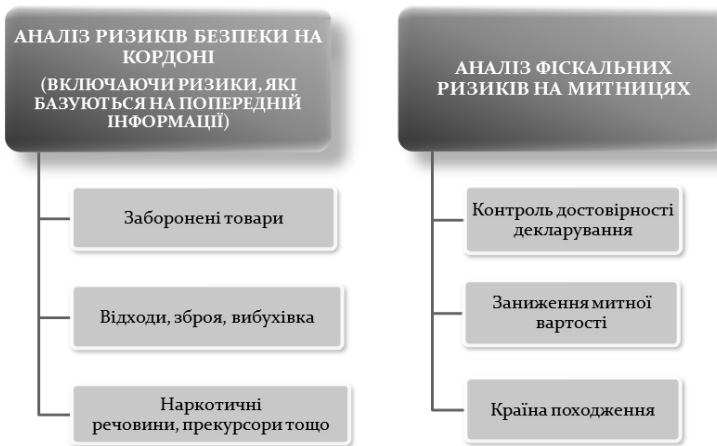 АНАЛІЗ РИЗИКІВ БЕЗПЕКИ НА
КОРДОНІ
(ВКЛЮЧАЮЧИ РИЗИКИ, ЯКІ
БАЗУЮТЬСЯ НА ПОПЕРЕДНІЙ
ІНФОРМАЦІЇ)
Заборонені товари
Відходи, зброя, вибухівка
Наркотичні
речовини, прекурсори тощо
АНАЛІЗ ФІСКАЛЬНИХ
РИЗИКІВ НА МИТНИЦЯХ
Контроль достовірності
декларування
Заниження митної
вартості
Країна походження